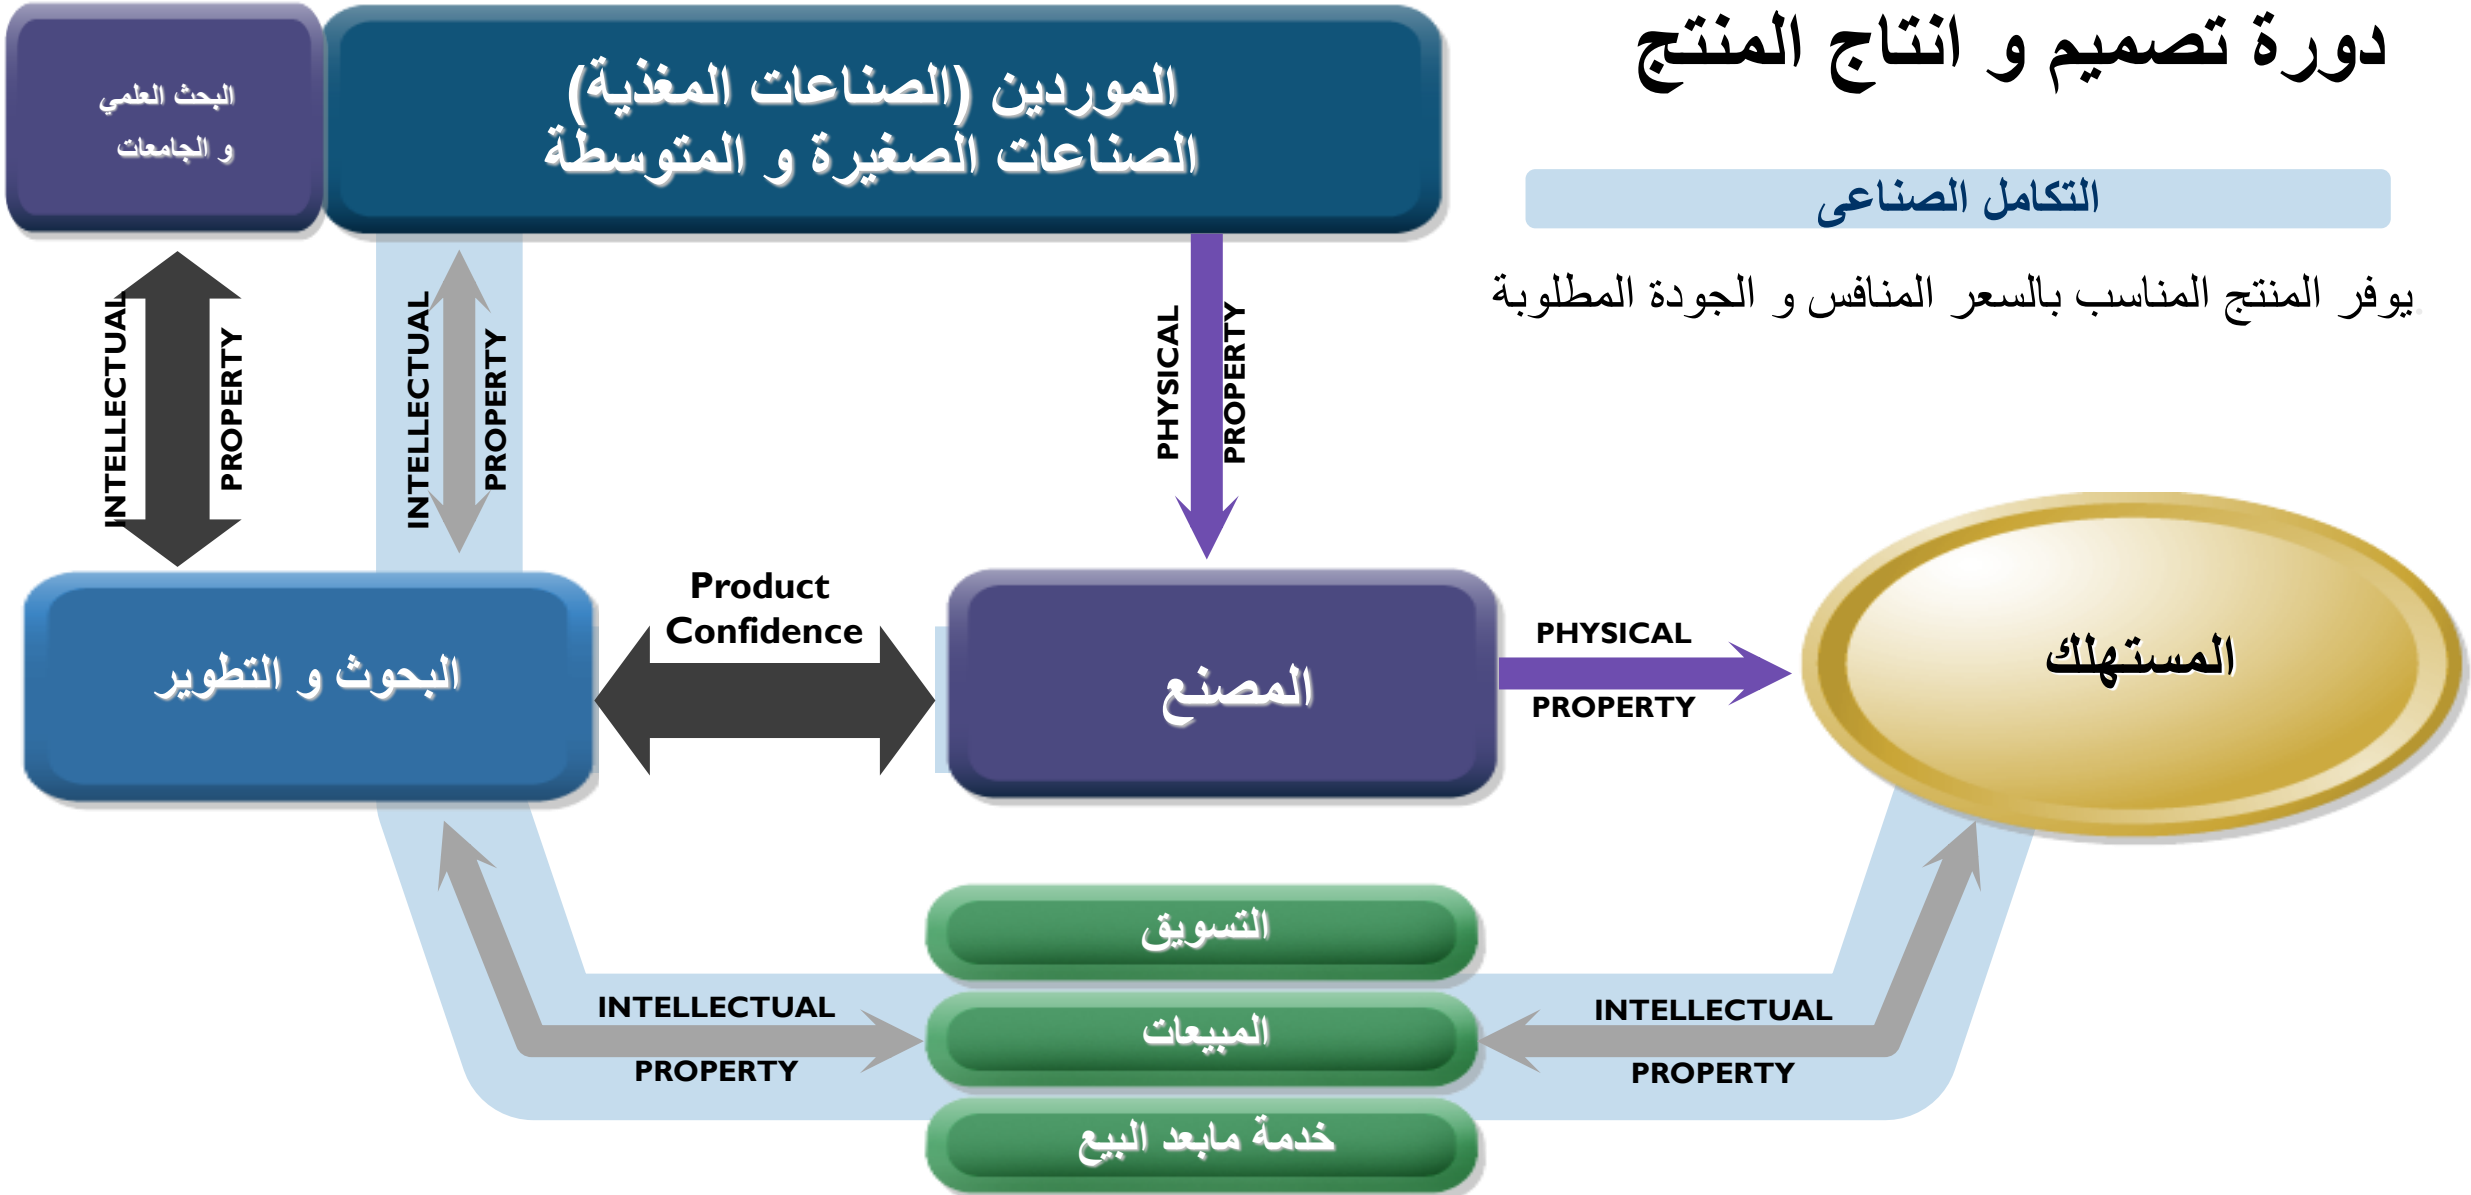 دورة تصميم و انتاج المنتج
التكامل الصناعى
يوفر المنتج المناسب بالسعر المنافس و الجودة المطلوبة.
الموردين (الصناعات المغذية)
الصناعات الصغيرة و المتوسطة
البحث العلمي
و الجامعات
INTELLECTUAL
PROPERTY
INTELLECTUAL
PROPERTY
PHYSICAL
PROPERTY
البحوث و التطوير
Product
Confidence
المصنع
PHYSICAL
PROPERTY
المستهلك
التسويق
المبيعات
خدمة مابعد البيع
INTELLECTUAL
PROPERTY
INTELLECTUAL
PROPERTY